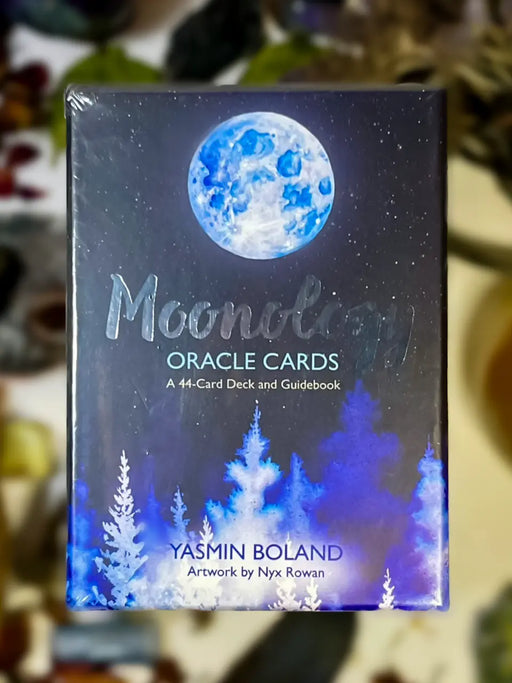 Moonology
ORACLE CARDS
A 44-Card Deck and Guidebook
YASMIN BOLAND
Artwork by Nyx Rowan